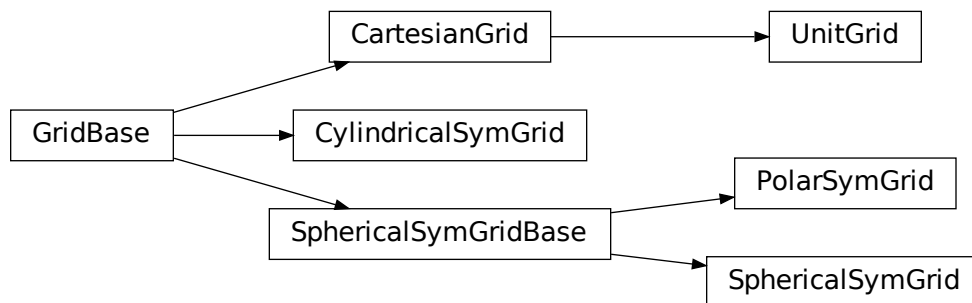 CartesianGrid
UnitGrid
GridBase
CylindricalSymGrid
PolarSymGrid
SphericalSymGridBase
SphericalSymGrid